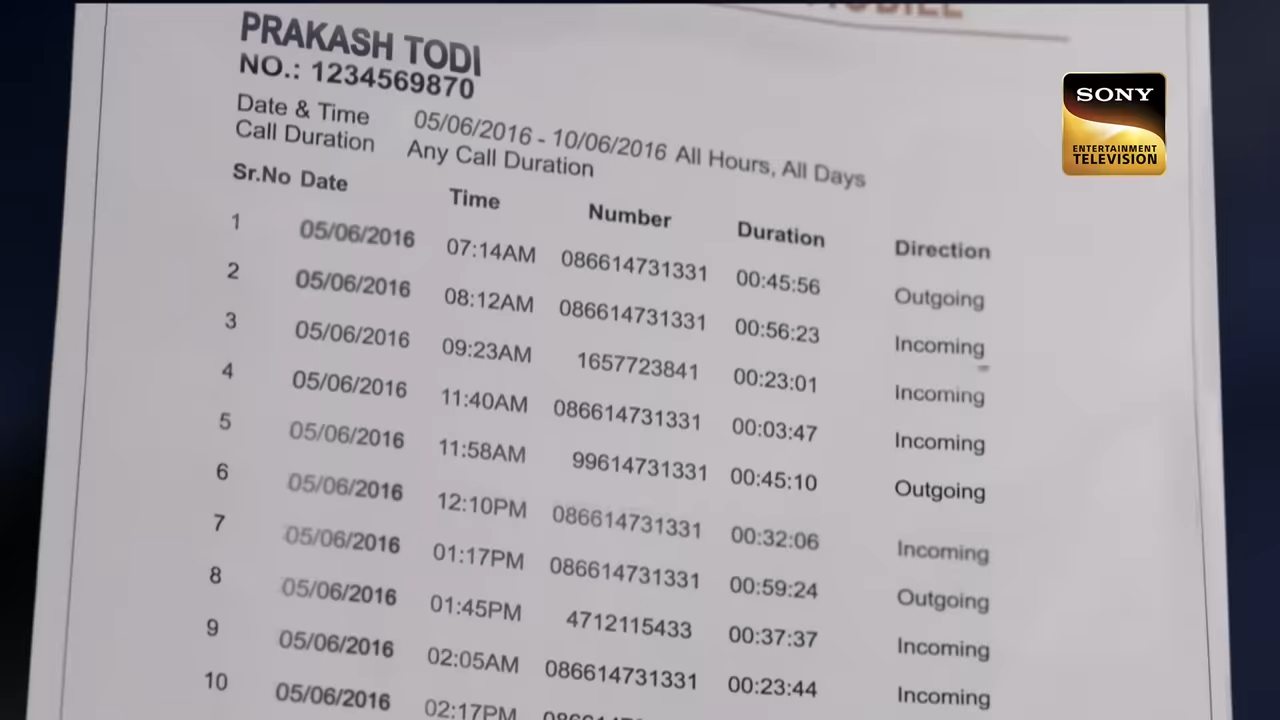 PRAKASH TODI
NO.: 1234569870
Date & Time 05/06/2016 - 10/06/2016 All Hours, All Days
Call Duration Any Call Duration
Sr.No Date Time Number Duration Direction
1 05/06/2016 07:14AM 086614731331 00:45:56 Outgoing
2 05/06/2016 08:12AM 086614731331 00:56:23 Incoming
3 05/06/2016 09:23AM 1657723841 00:23:01 Incoming
4 05/06/2016 11:40AM 086614731331 00:03:47 Incoming
5 05/06/2016 11:58AM 99614731331 00:45:10 Outgoing
6 05/06/2016 12:10PM 086614731331 00:32:06 Incoming
7 05/06/2016 01:17PM 086614731331 00:59:24 Outgoing
8 05/06/2016 01:45PM 4712115433 00:37:37 Incoming
9 05/06/2016 02:05AM 086614731331 00:23:44 Incoming
10 05/06/2016 02:17PM
SONY
ENTERTAINMENT
TELEVISION